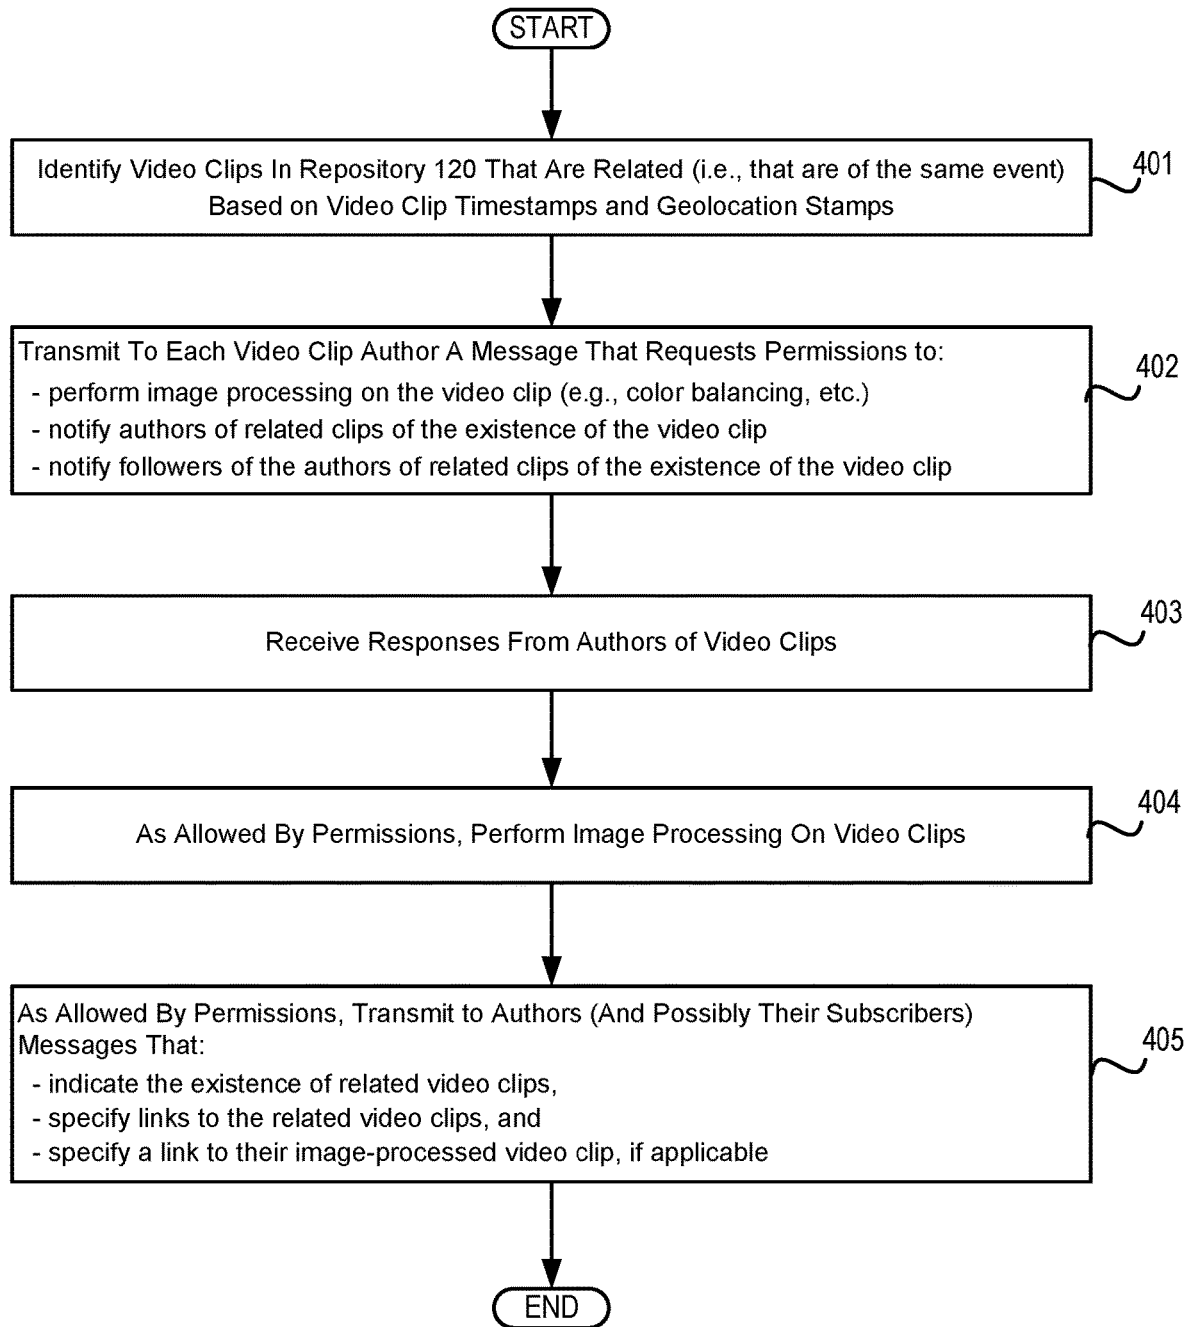 START
Identify Video Clips In Repository 120 That Are Related (i.e., that are of the same event)
Based on Video Clip Timestamps and Geolocation Stamps
401
Transmit To Each Video Clip Author A Message That Requests Permissions to:
- perform image processing on the video clip (e.g., color balancing, etc.)
- notify authors of related clips of the existence of the video clip
- notify followers of the authors of related clips of the existence of the video clip
402
Receive Responses From Authors of Video Clips
403
As Allowed By Permissions, Perform Image Processing On Video Clips
404
As Allowed By Permissions, Transmit to Authors (And Possibly Their Subscribers)
Messages That:
- indicate the existence of related video clips,
- specify links to the related video clips, and
- specify a link to their image-processed video clip, if applicable
405
END